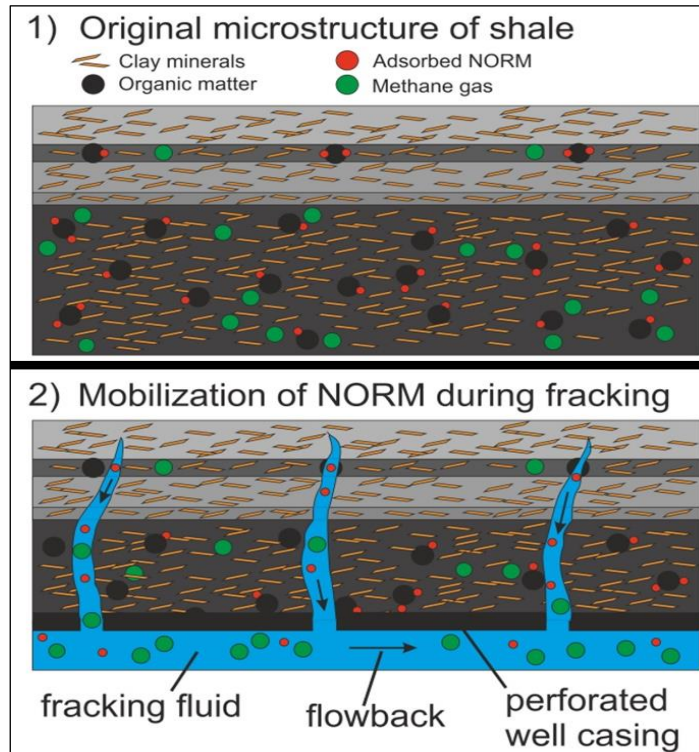 1) Original microstructure of shale
Clay minerals
Adsorbed NORM
Organic matter
Methane gas
2) Mobilization of NORM during fracking
fracking fluid
flowback
perforated
well casing